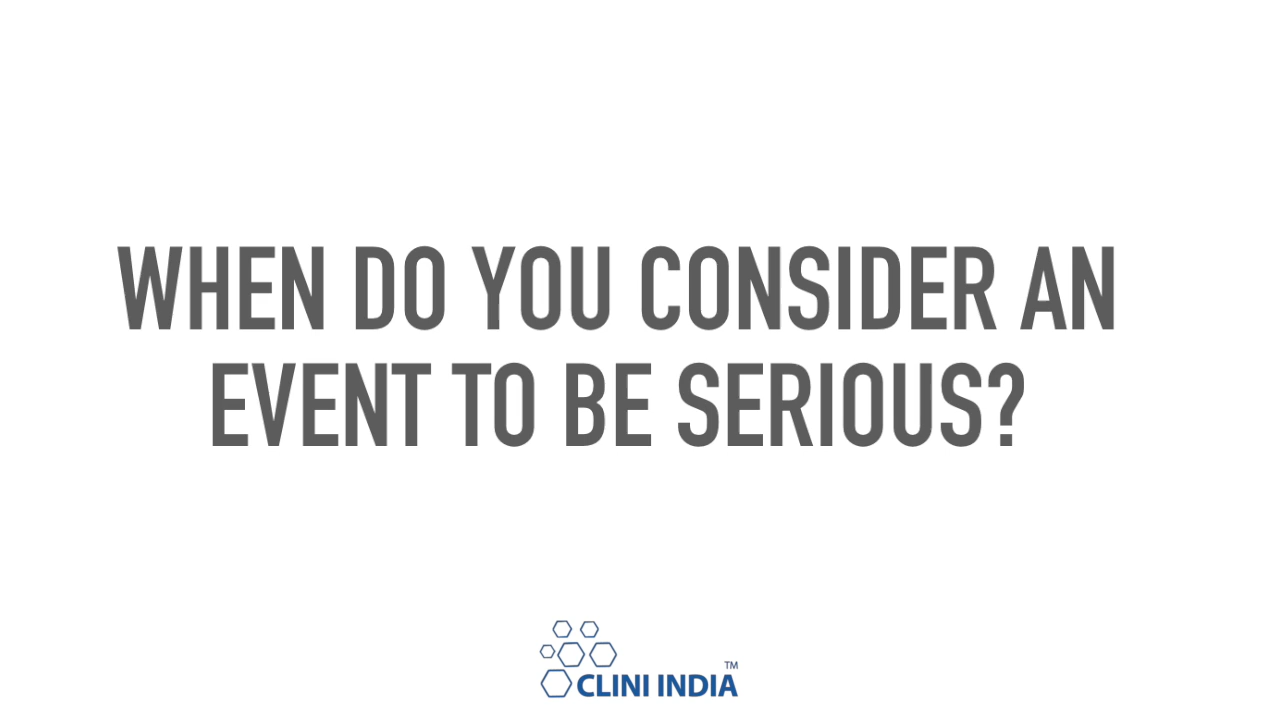 WHEN DO YOU CONSIDER AN
EVENT TO BE SERIOUS?
TM
CLINI INDIA